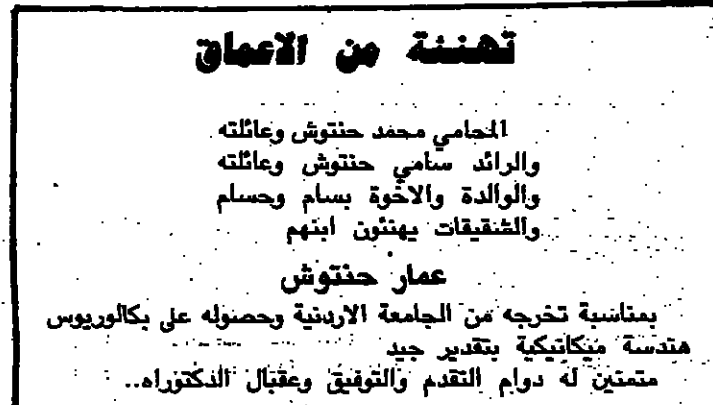 تهنئة من الاعماق
المحامي محمد حنتوش وعائلته
والرائد سامي حنتوش وعائلته
والوالدة والاخوة بسام وحسام
والشقيقات يهنئون ابنهم
عمار حنتوش
بمناسبة تخرجه من الجامعة الاردنية وحصوله على بكالوريوس
هندسة ميكانيكية بتقدير جيد
متمنين له دوام التقدم والتوفيق وعقبال الدكتوراه..